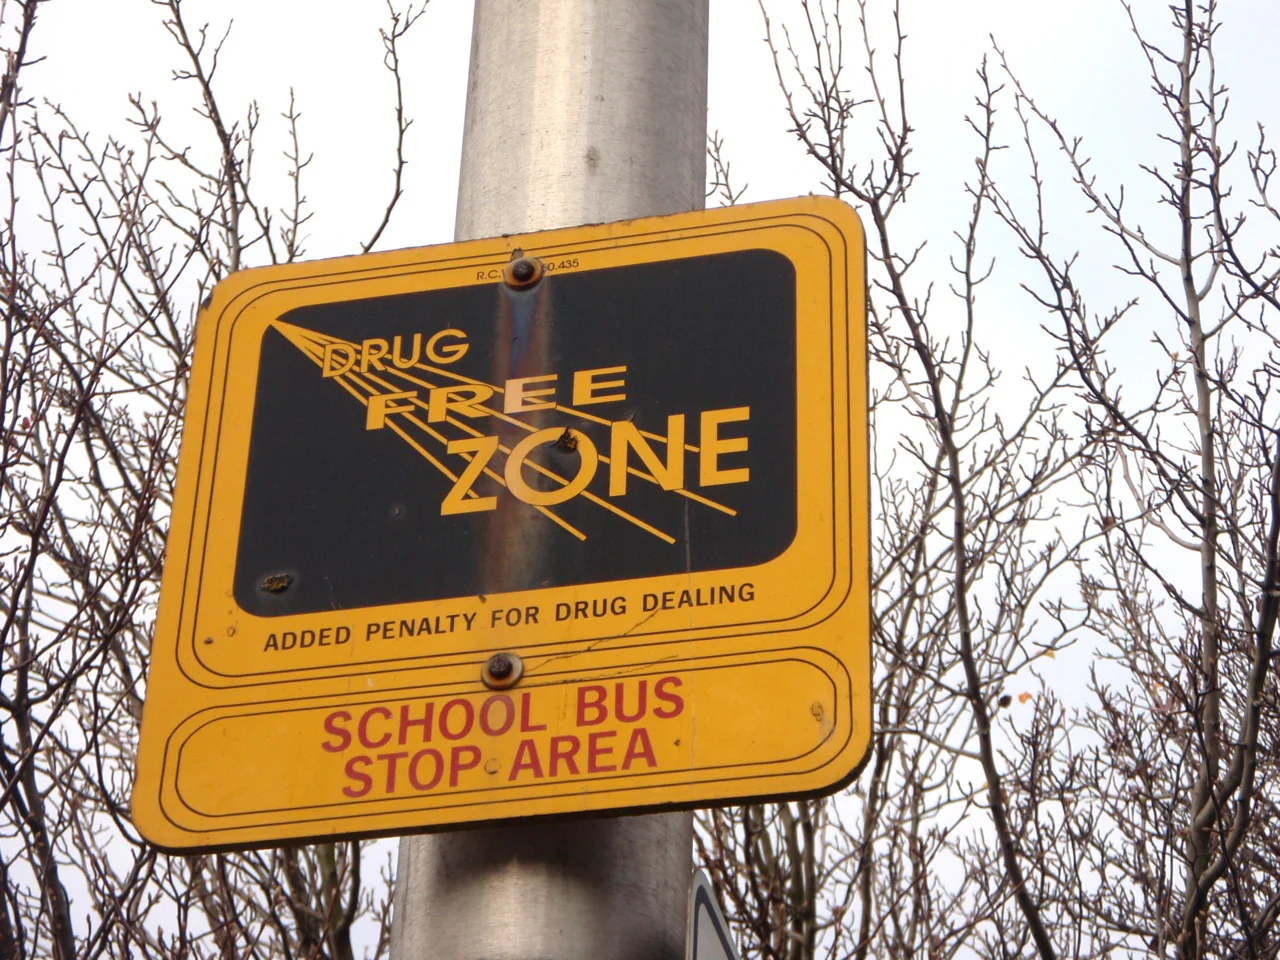 R.C.
DRUG
FREE
ZONE
ADDED PENALTY FOR DRUG DEALING
SCHOOL BUS
STOP AREA